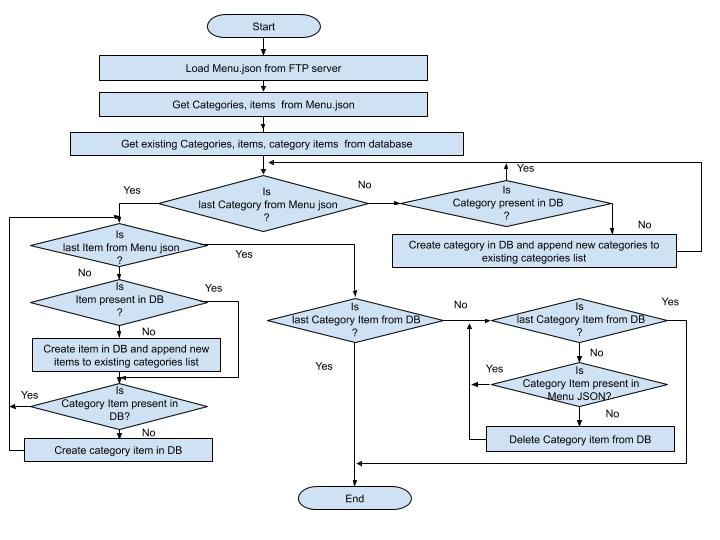 Start
Load Menu.json from FTP server
Get Categories, items  from Menu.json
Get existing Categories, items, category items  from database
Yes
Is
last Category from Menu json
?
No
Is
Category present in DB
?
Yes
No
Create category in DB and append new categories to
existing categories list
Is
last Item from Menu json
?
Yes
No
Is
Item present in DB
?
Yes
No
Create item in DB and append new
items to existing categories list
Is
Category Item present in
DB?
Yes
No
Create category item in DB
Is
last Category Item from DB
?
No
Yes
Is
last Category Item from DB
?
Yes
No
Is
Category Item present in
Menu JSON?
Yes
No
Delete Category item from DB
End